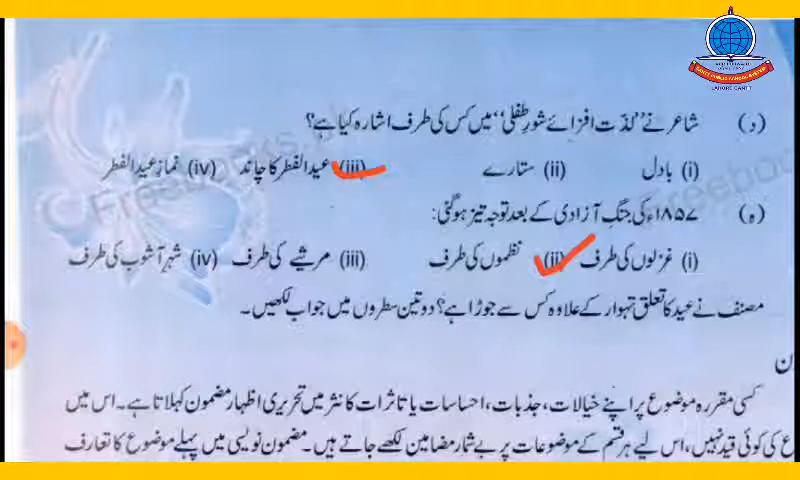 LAHORE CANTT
(د) شاعر نے ”لذّت افزائے شورِ طفلی“ میں کس کی طرف اشارہ کیا ہے؟
(i) بادل (ii) ستارے (iii) عید الفطر کا چاند (iv) نمازِ عید الفطر
(ہ) ۱۸۵۷ء کی جنگِ آزادی کے بعد توجہ تیز ہوگئی:
(i) غزلوں کی طرف (ii) نظموں کی طرف (iii) مرثیے کی طرف (iv) شہرِ آشوب کی طرف
مصنف نے عید کا تعلق تہوار کے علاوہ کس سے جوڑا ہے؟ دو تین سطروں میں جواب لکھیں۔
ن
کسی مقررہ موضوع پر اپنے خیالات، جذبات، احساسات یا تاثرات کا نثر میں تحریری اظہار مضمون کہلاتا ہے۔ اس میں
ع کی کوئی قید نہیں، اس لیے ہر قسم کے موضوعات پر بے شمار مضامین لکھے جاتے ہیں۔ مضمون نویسی میں پہلے موضوع کا تعارف